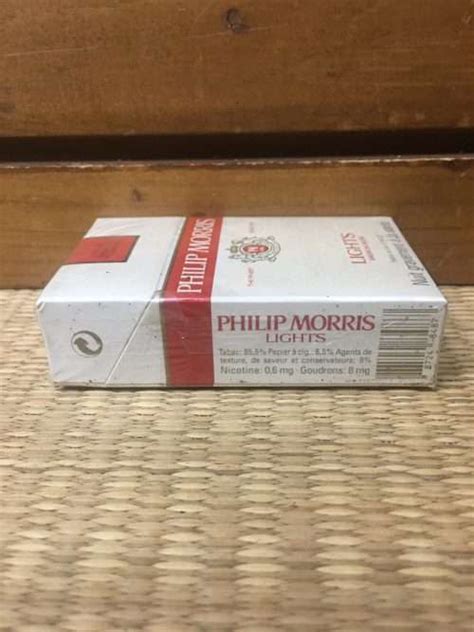 PHILIP MORRIS
LIGHTS
PHILIP MORRIS
LIGHTS
Tabac: 85,5% Papier à cig.: 6,5% Agents de
texture, de saveur et conservateurs: 8%
Nicotine: 0,6 mg Goudrons: 8 mg